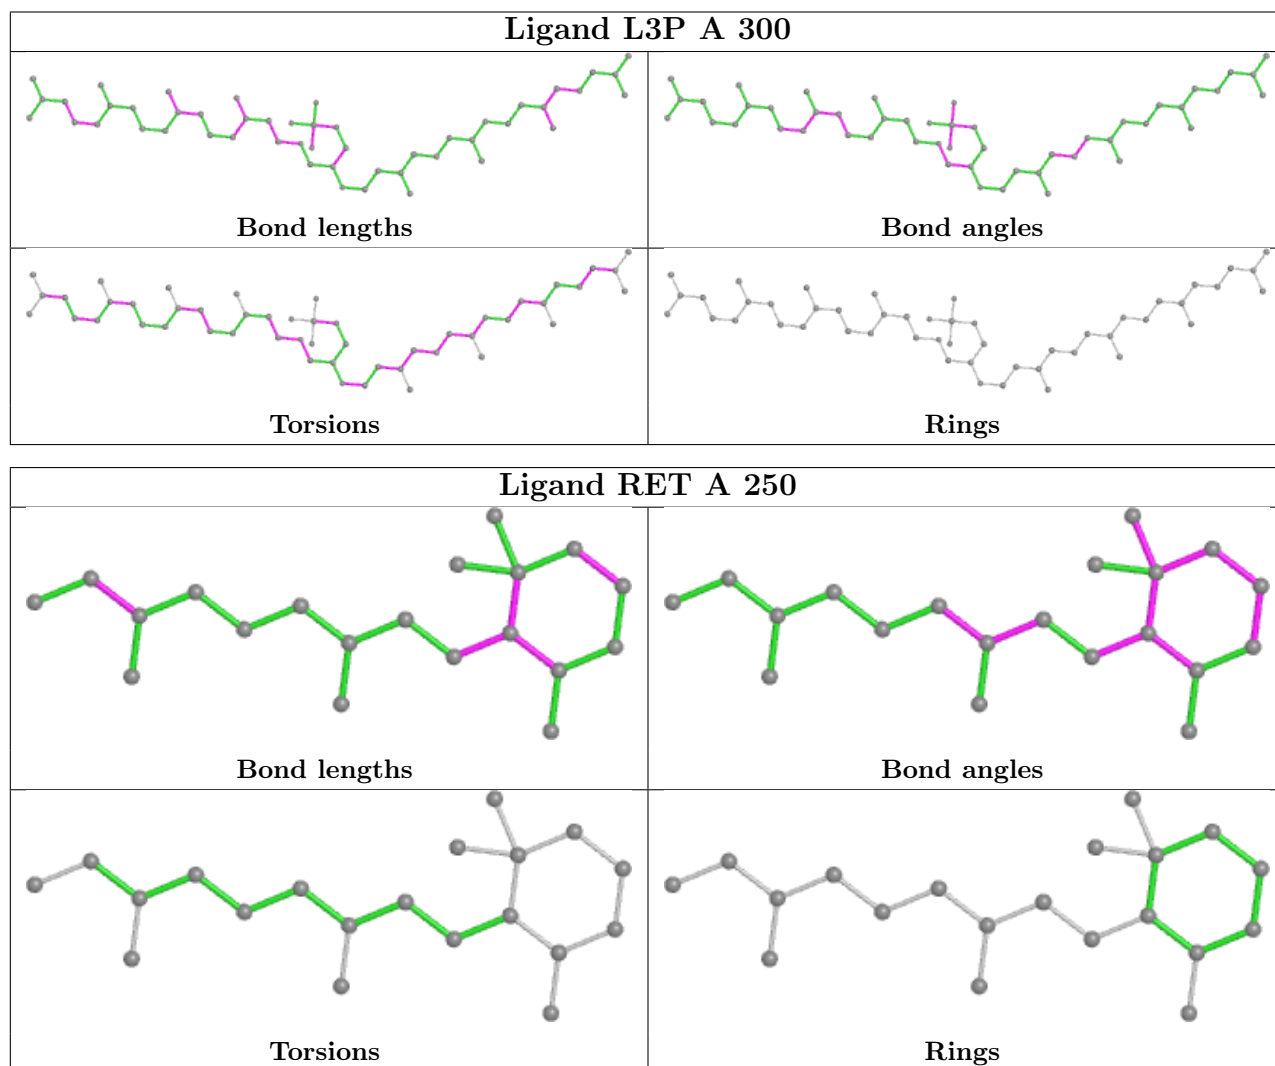 Ligand L3P A 300
Bond lengths
Bond angles
Torsions
Rings
Ligand RET A 250
Bond lengths
Bond angles
Torsions
Rings